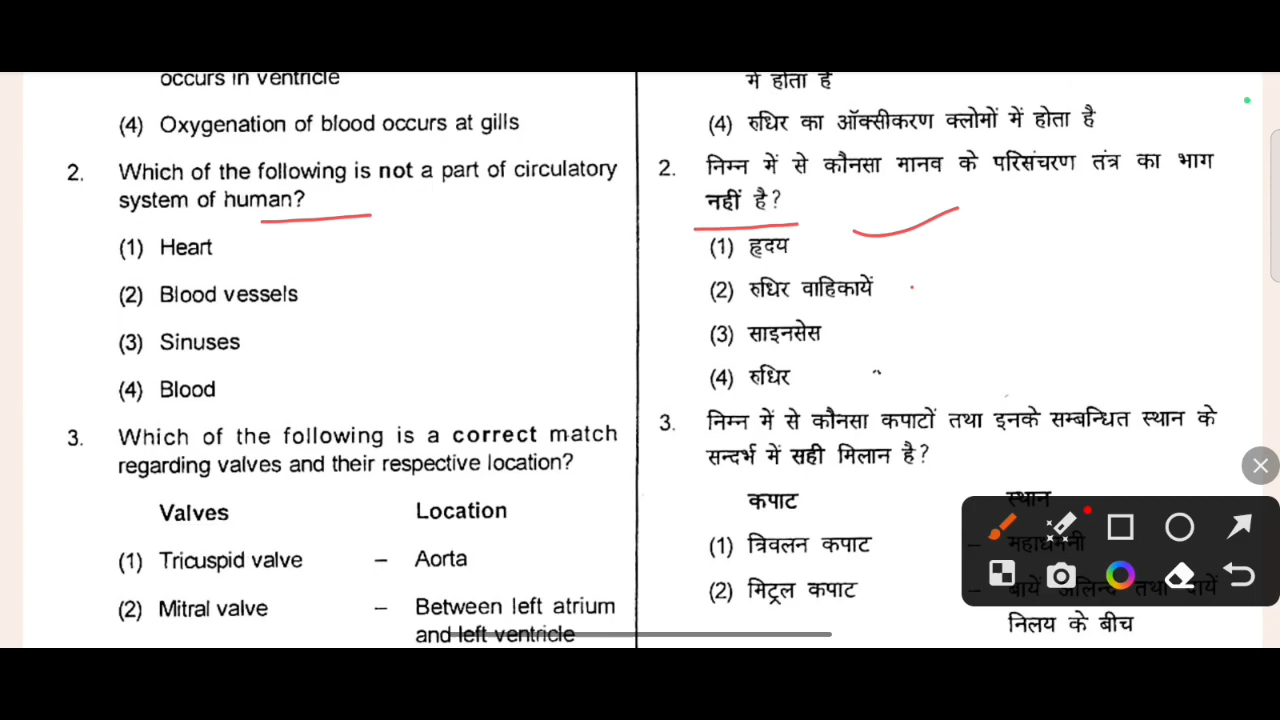 occurs in ventricle
(4) Oxygenation of blood occurs at gills
2. Which of the following is not a part of circulatory
system of human?
(1) Heart
(2) Blood vessels
(3) Sinuses
(4) Blood
3. Which of the following is a correct match
regarding valves and their respective location?
Valves Location
(1) Tricuspid valve – Aorta
(2) Mitral valve – Between left atrium
and left ventricle
में होता है
(4) रुधिर का ऑक्सीकरण क्लोमों में होता है
2. निम्न में से कौनसा मानव के परिसंचरण तंत्र का भाग
नहीं है?
(1) हृदय
(2) रुधिर वाहिकायें
(3) साइनसेस
(4) रुधिर
3. निम्न में से कौनसा कपाटों तथा इनके सम्बन्धित स्थान के
सन्दर्भ में सही मिलान है?
कपाट स्थान
(1) त्रिवलन कपाट – महाधमनी
(2) मिट्रल कपाट – बायें अलिन्द तथा बायें
निलय के बीच